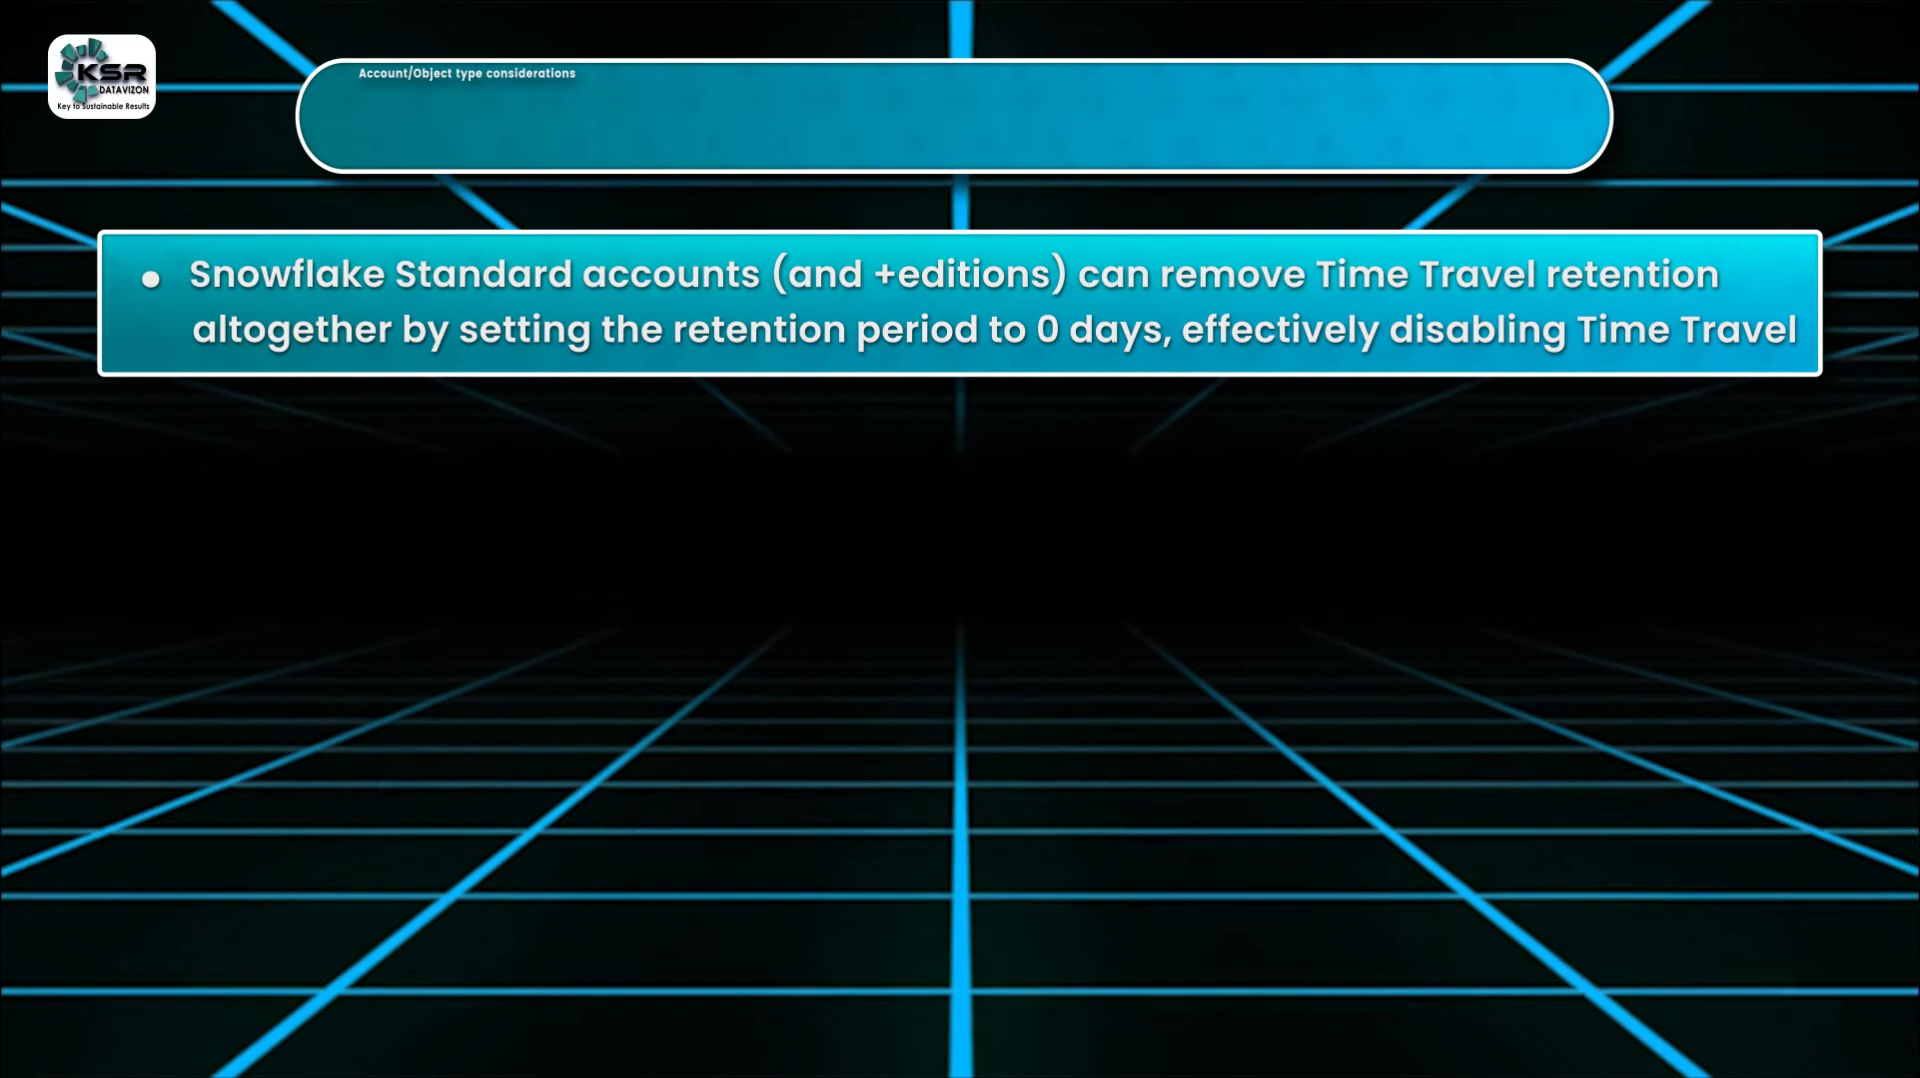 KSR
DATAVIZON
Key to Sustainable Results
Account/Object type considerations
• Snowflake Standard accounts (and +editions) can remove Time Travel retention
altogether by setting the retention period to 0 days, effectively disabling Time Travel